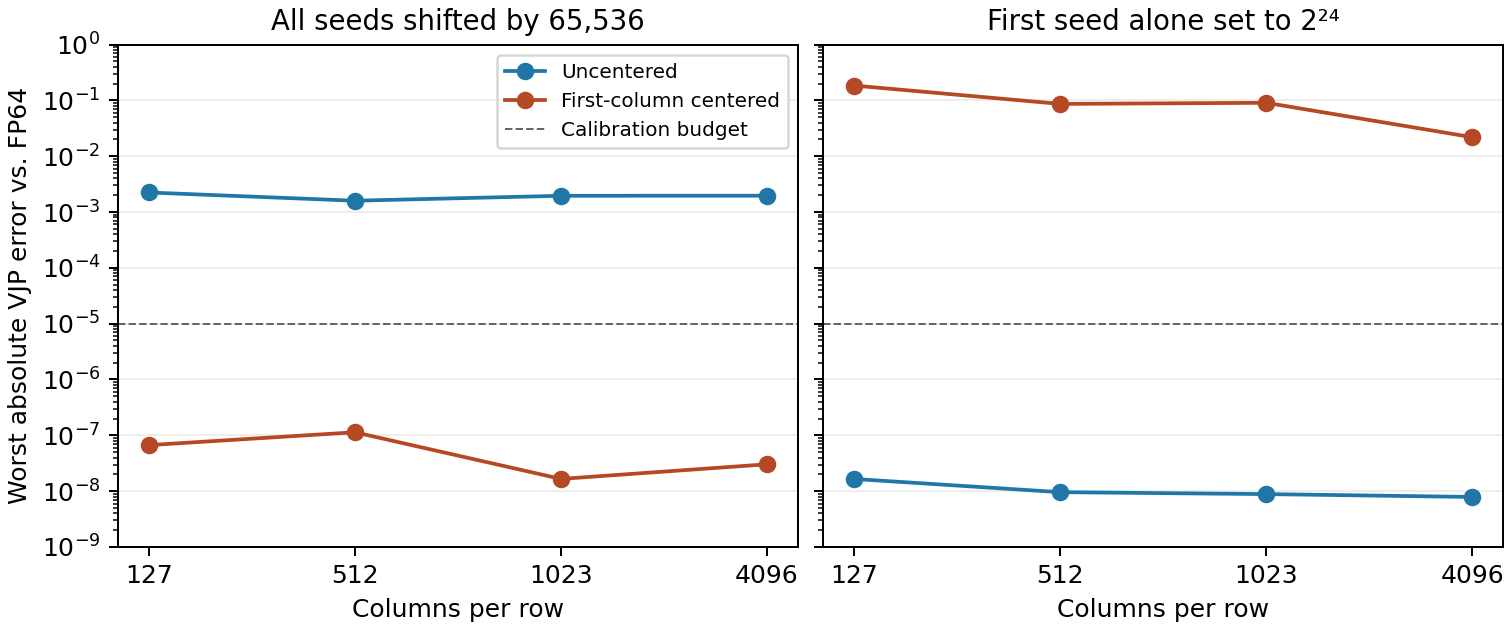 All seeds shifted by 65,536
First seed alone set to 2²⁴
Worst absolute VJP error vs. FP64
10⁰
10⁻¹
10⁻²
10⁻³
10⁻⁴
10⁻⁵
10⁻⁶
10⁻⁷
10⁻⁸
10⁻⁹
Uncentered
First-column centered
Calibration budget
127 512 1023 4096
Columns per row
127 512 1023 4096
Columns per row